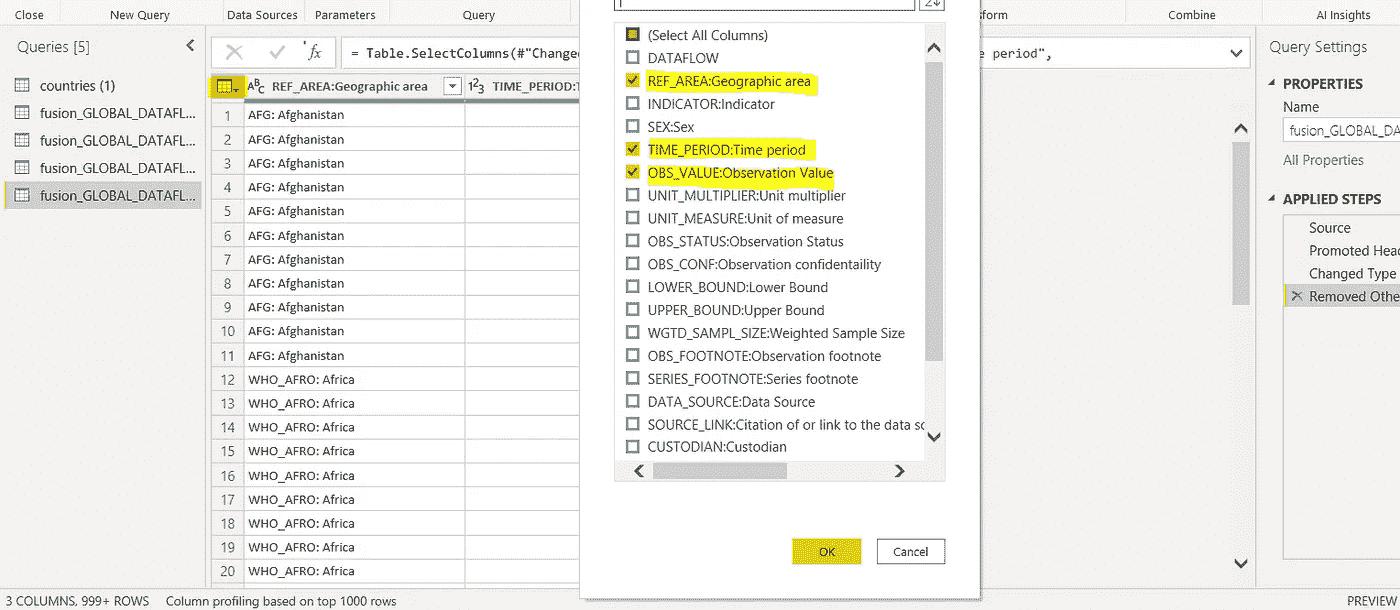 Close
New Query
Data Sources
Parameters
Query
Combine
AI Insights
Queries [5]
countries (1)
fusion_GLOBAL_DATAFL...
fusion_GLOBAL_DATAFL...
fusion_GLOBAL_DATAFL...
fusion_GLOBAL_DATAFL...
fx
= Table.SelectColumns(#"Change
e period",
ABC REF_AREA:Geographic area
123 TIME_PERIOD:T
1 AFG: Afghanistan
2 AFG: Afghanistan
3 AFG: Afghanistan
4 AFG: Afghanistan
5 AFG: Afghanistan
6 AFG: Afghanistan
7 AFG: Afghanistan
8 AFG: Afghanistan
9 AFG: Afghanistan
10 AFG: Afghanistan
11 AFG: Afghanistan
12 WHO_AFRO: Africa
13 WHO_AFRO: Africa
14 WHO_AFRO: Africa
15 WHO_AFRO: Africa
16 WHO_AFRO: Africa
17 WHO_AFRO: Africa
18 WHO_AFRO: Africa
19 WHO_AFRO: Africa
20 WHO_AFRO: Africa
(Select All Columns)
DATAFLOW
REF_AREA:Geographic area
INDICATOR:Indicator
SEX:Sex
TIME_PERIOD:Time period
OBS_VALUE:Observation Value
UNIT_MULTIPLIER:Unit multiplier
UNIT_MEASURE:Unit of measure
OBS_STATUS:Observation Status
OBS_CONF:Observation confidentaility
LOWER_BOUND:Lower Bound
UPPER_BOUND:Upper Bound
WGTD_SAMPL_SIZE:Weighted Sample Size
OBS_FOOTNOTE:Observation footnote
SERIES_FOOTNOTE:Series footnote
DATA_SOURCE:Data Source
SOURCE_LINK:Citation of or link to the data so
CUSTODIAN:Custodian
OK
Cancel
Query Settings
PROPERTIES
Name
fusion_GLOBAL_DA
All Properties
APPLIED STEPS
Source
Promoted Head
Changed Type
Removed Othe
3 COLUMNS, 999+ ROWS
Column profiling based on top 1000 rows
PREVIEW